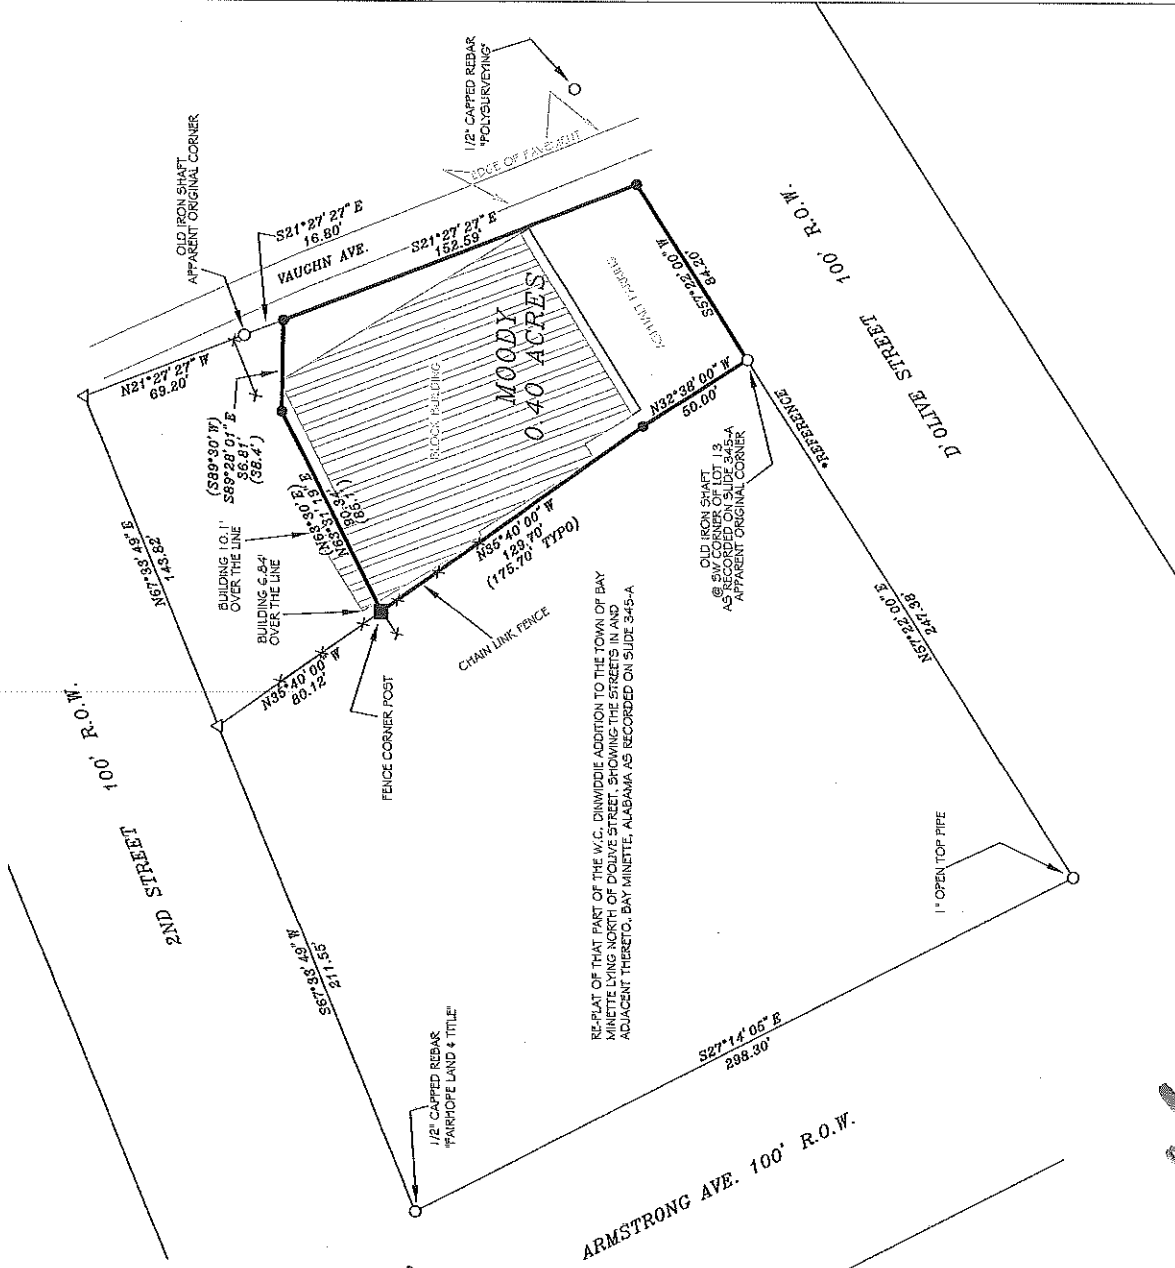 OLD IRON SHAFT
APPARENT ORIGINAL CORNER
1/2" CAPPED REBAR
"POLYSURVEYING"
EDGE OF PAVEMENT
S21°27'27"E
16.80'
VAUGHN AVE.
S21°27'27"E
152.59'
N21°27'27"W
69.20'
(S89°30'W)
S89°28'01"E
36.81'
(38.4')
N67°33'49"E
143.82'
BUILDING 10.1'
OVER THE LINE
BUILDING 6.84'
OVER THE LINE
(N63°30'E)
N63°31'19"E
90.34'
BLOCK BUILDING
MOODY
0.40 ACRES
ASPHALT PARKING
S57°22'00"W
84.20'
N32°38'00"W
50.00'
N35°40'00"W
129.70'
(175.70' TYPO)
CHAIN LINK FENCE
FENCE CORNER POST
N35°40'00"W
80.12'
2ND STREET 100' R.O.W.
S67°33'49"W
211.55'
1/2" CAPPED REBAR
"FAIRHOPE LAND & TITLE"
ARMSTRONG AVE. 100' R.O.W.
S27°14'05"E
298.30'
1" OPEN TOP PIPE
N57°22'00"E
247.38'
*REFERENCE
D'OLIVE STREET 100' R.O.W.
OLD IRON SHAFT
@ SW CORNER OF LOT 13
AS RECORDED ON SLIDE 345-A
APPARENT ORIGINAL CORNER
RE-PLAT OF THAT PART OF THE W.C. DINWIDDIE ADDITION TO THE TOWN OF BAY
MINETTE LYING NORTH OF D'OLIVE STREET, SHOWING THE STREETS IN AND
ADJACENT THERETO, BAY MINETTE, ALABAMA AS RECORDED ON SLIDE 345-A